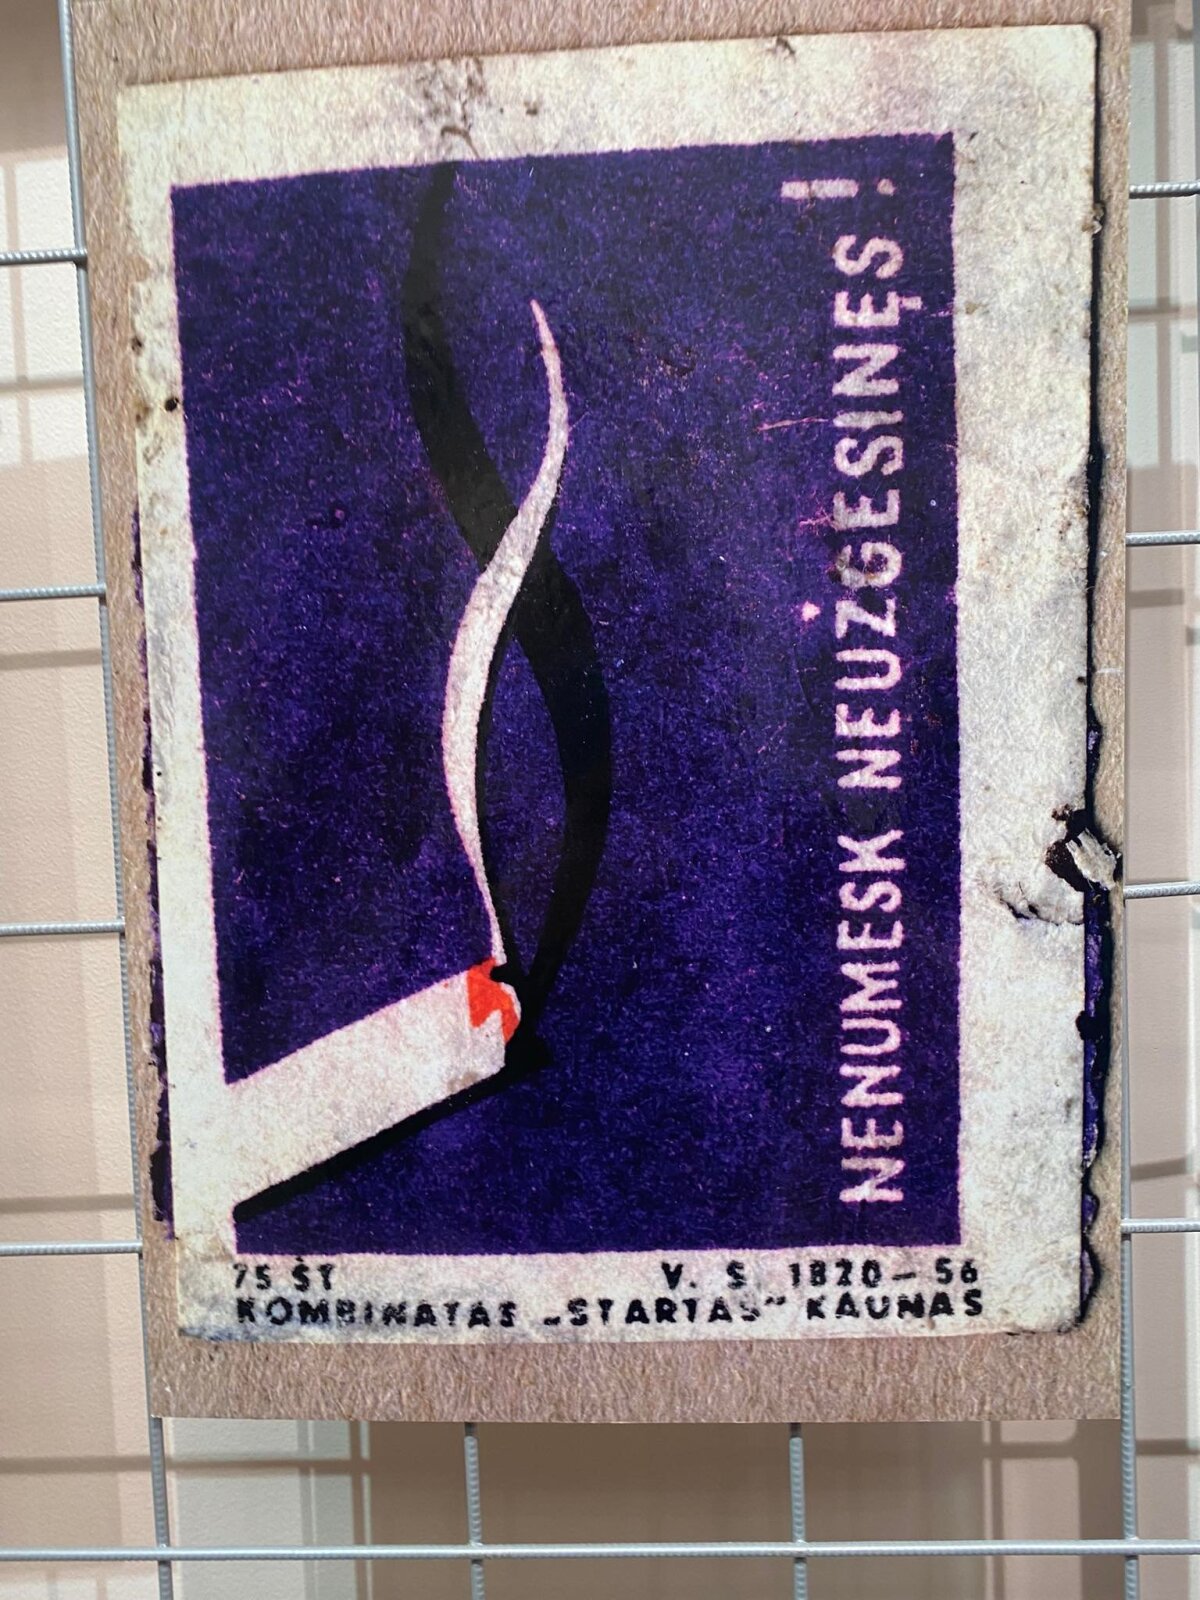 NENUMESK NEUŽGESINĘS!
75 ŠT V. S. 1820—56
KOMBINATAS „STARTAS" KAUNAS